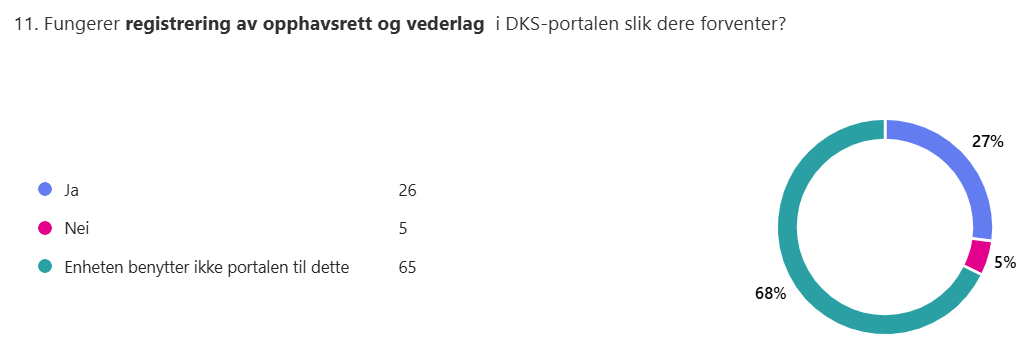 11. Fungerer registrering av opphavsrett og vederlag i DKS-portalen slik dere forventer?
27%
Ja 26
Nei 5
5%
Enheten benytter ikke portalen til dette 65
68%